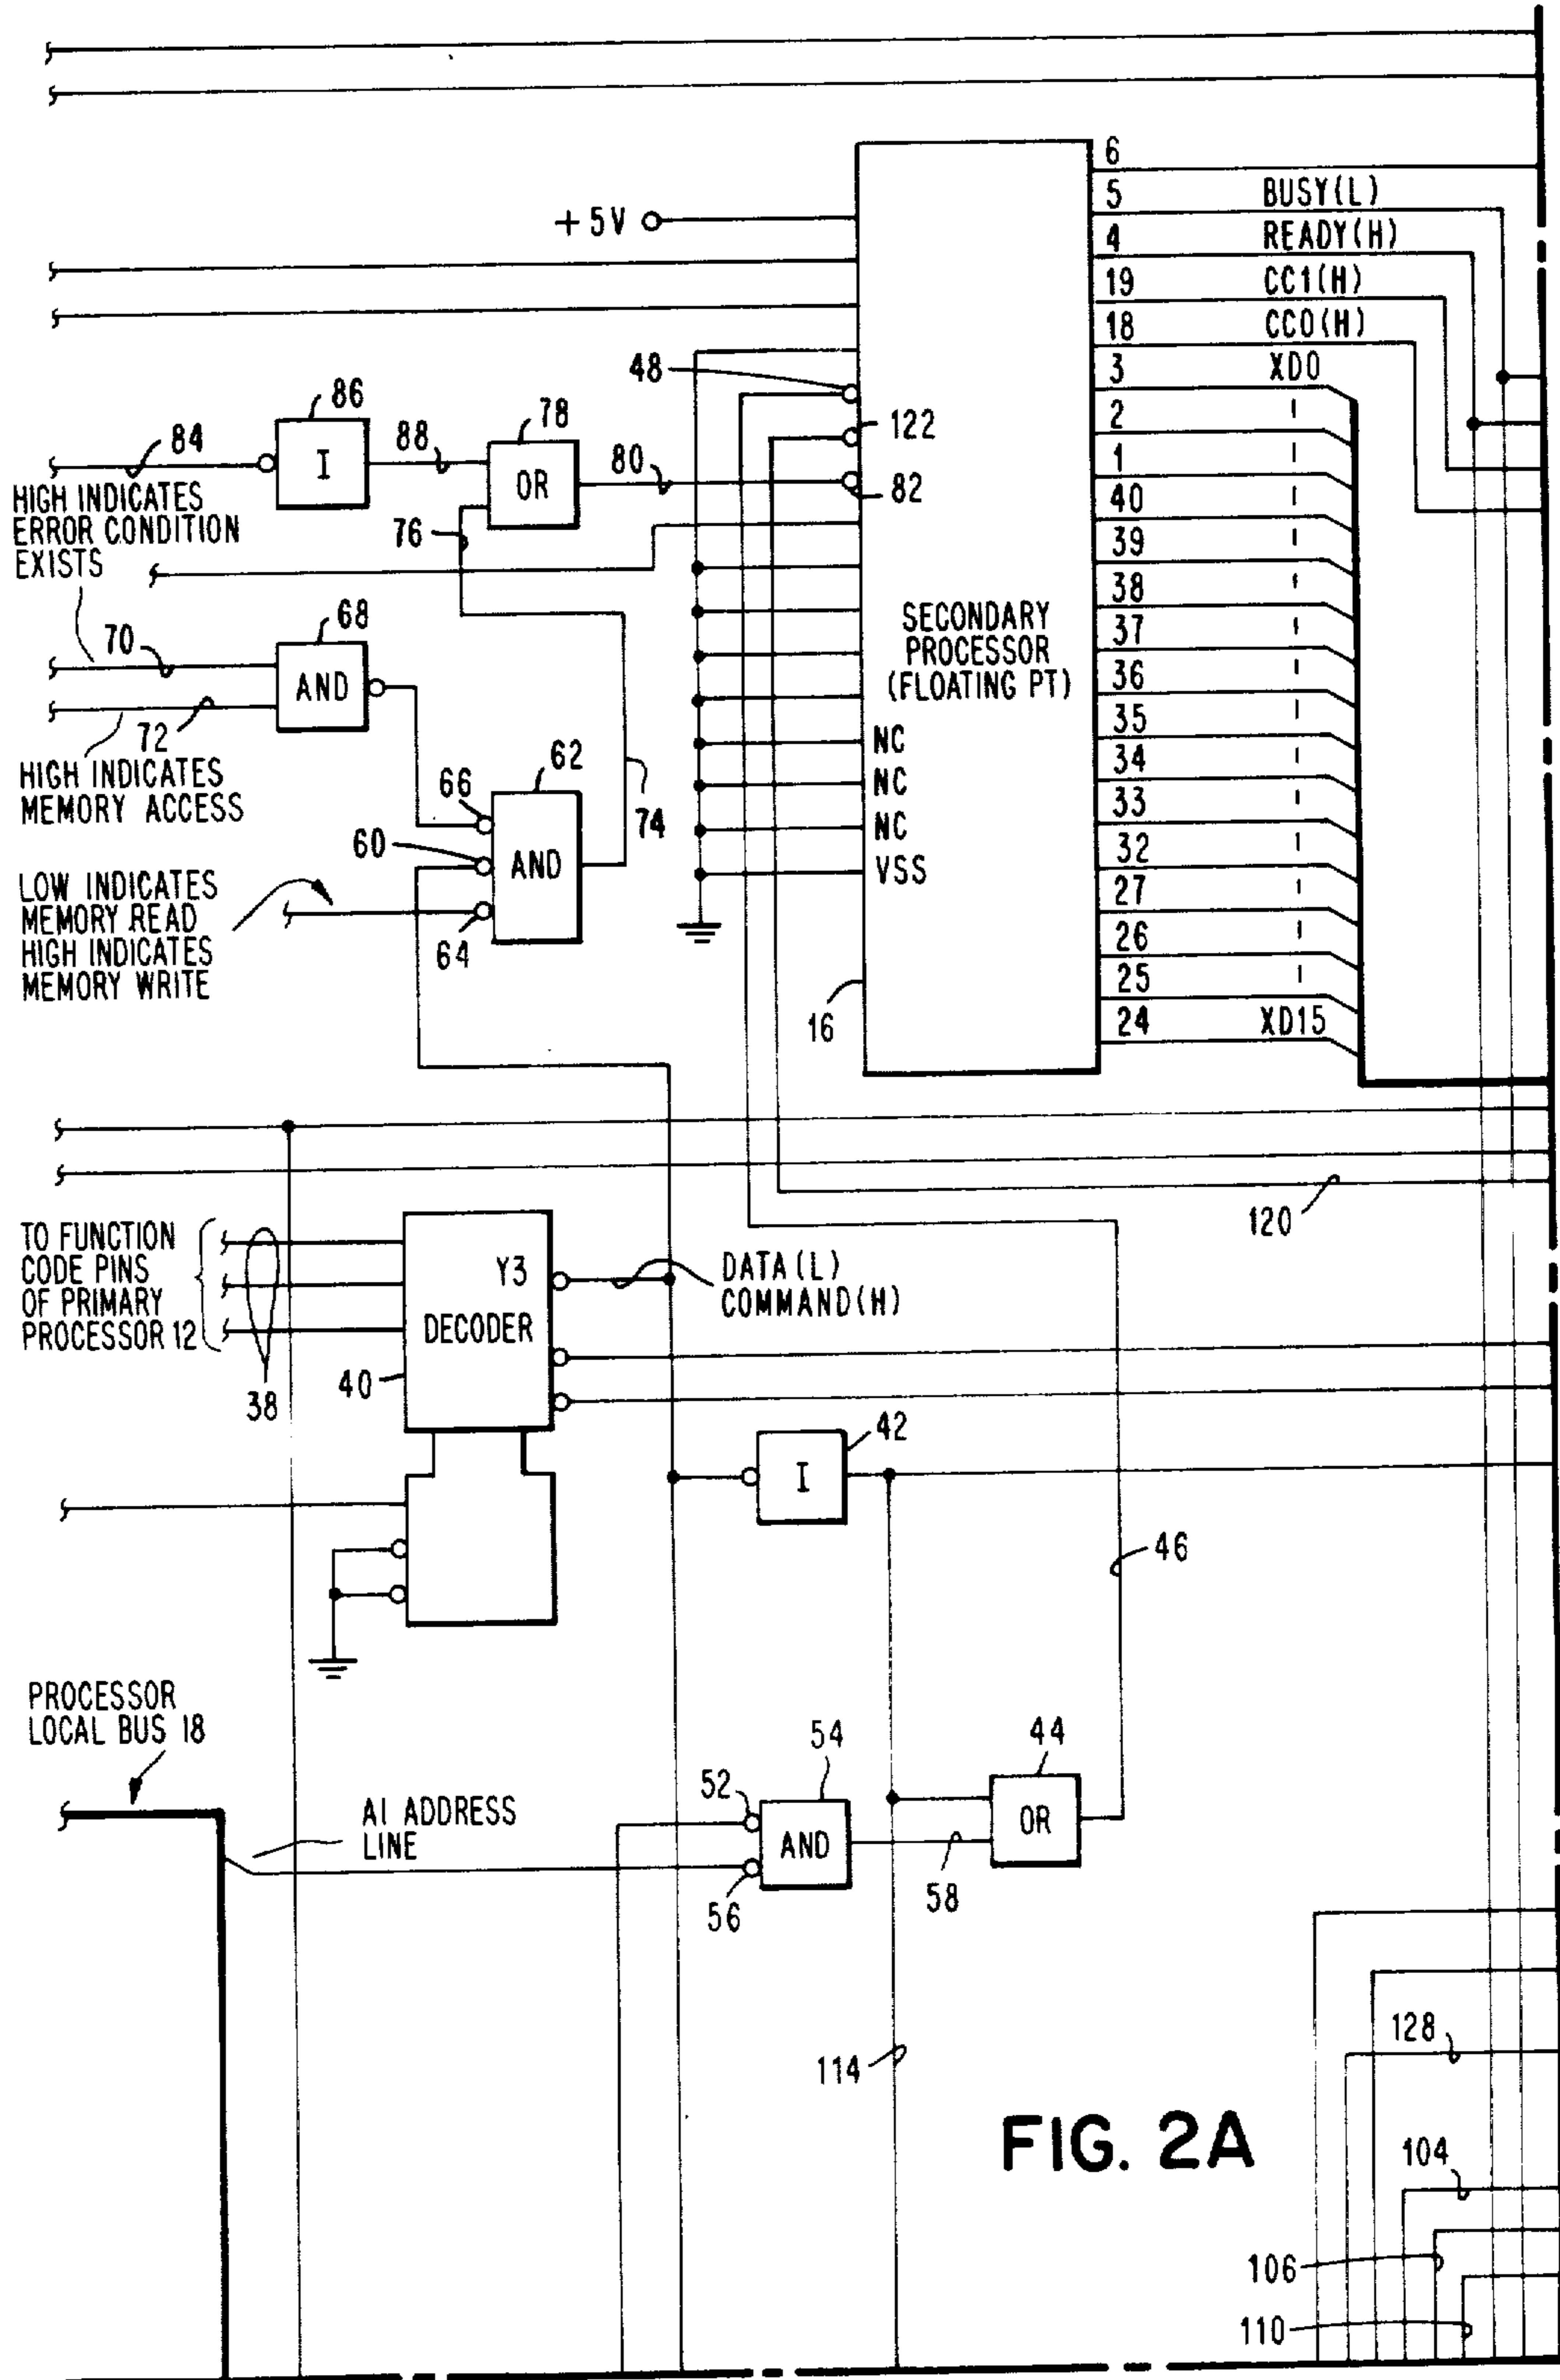 6
5 BUSY(L)
+5V
4 READY(H)
19 CC1(H)
18 CC0(H)
48
3 XD0
86
78
2
84
88
122
1
I
80
OR
82
40
HIGH INDICATES
ERROR CONDITION
EXISTS
76
39
38
68
SECONDARY
PROCESSOR
(FLOATING PT)
37
70
AND
36
72
35
NC
62
34
HIGH INDICATES
MEMORY ACCESS
66
NC
33
74
NC
60
32
AND
VSS
LOW INDICATES
MEMORY READ
HIGH INDICATES
MEMORY WRITE
27
64
26
25
16
24 XD15
120
TO FUNCTION
CODE PINS
OF PRIMARY
PROCESSOR 12
Y3
DATA(L)
COMMAND(H)
DECODER
40
38
42
I
46
PROCESSOR
LOCAL BUS 18
54
44
52
A1 ADDRESS
LINE
OR
AND
56
58
128
114
FIG. 2A
104
106
110